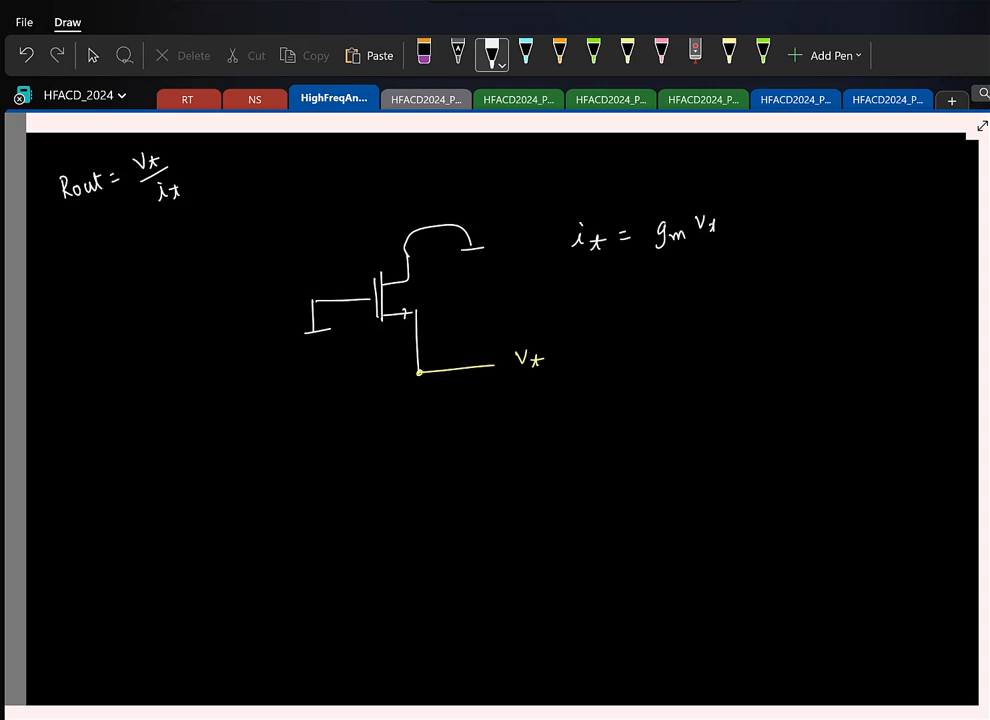 File Draw
Delete Cut Copy Paste Add Pen
HFACD_2024 RT NS HighFreqAn... HFACD2024_P... HFACD2024_P... HFACD2024_P... HFACD2024_P... HFACD2024_P... HFACD2024_P...
Rout = vt/it
it = gm vt
vt